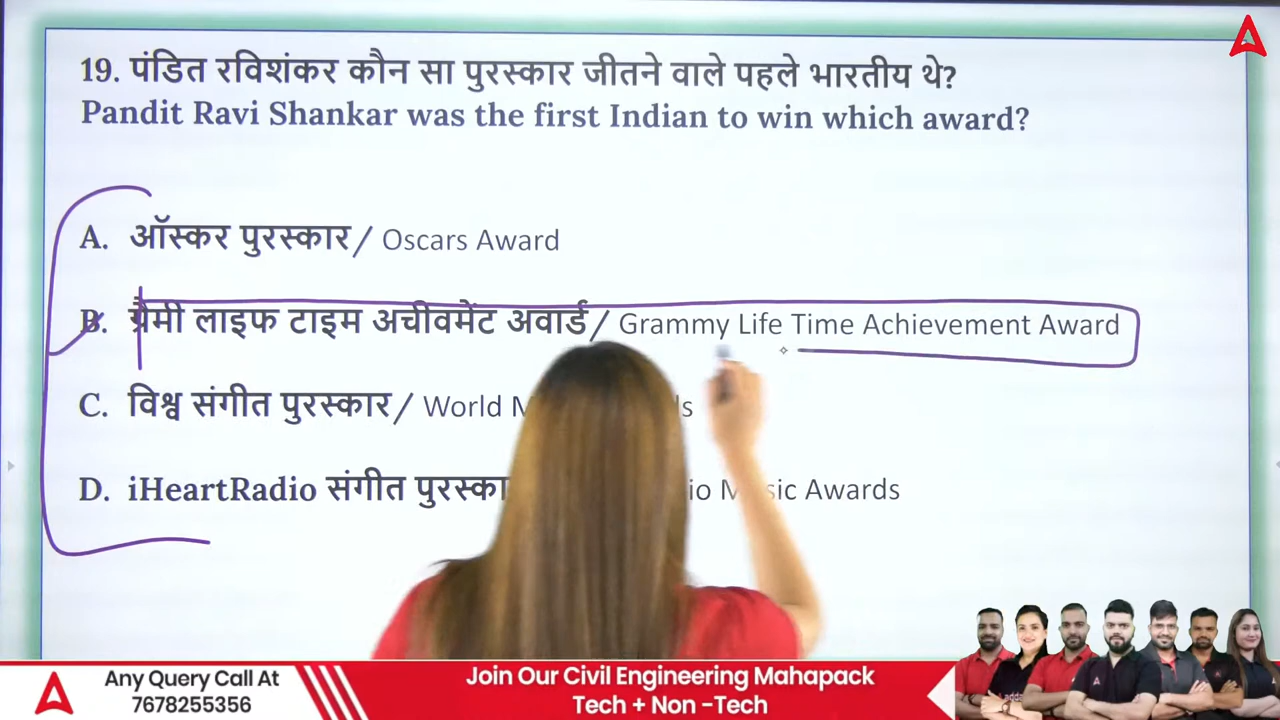 19. पंडित रविशंकर कौन सा पुरस्कार जीतने वाले पहले भारतीय थे?
Pandit Ravi Shankar was the first Indian to win which award?
A. ऑस्कर पुरस्कार/ Oscars Award
B. ग्रैमी लाइफ टाइम अचीवमेंट अवार्ड/ Grammy Life Time Achievement Award
C. विश्व संगीत पुरस्कार/ World
D. iHeartRadio संगीत Awards
Any Query Call At
7678255356
Join Our Civil Engineering Mahapack
Tech + Non -Tech